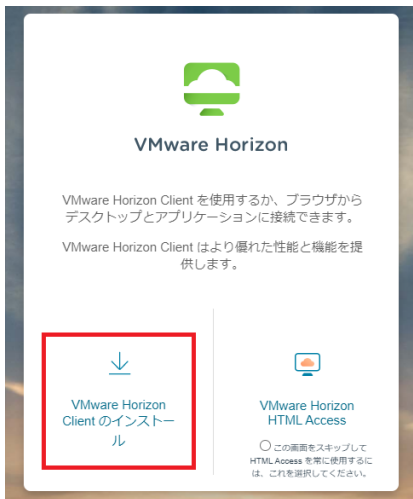 VMware Horizon
VMware Horizon Client を使用するか、ブラウザから
デスクトップとアプリケーションに接続できます。
VMware Horizon Client はより優れた性能と機能を提
供します。
VMware Horizon
Client のインストー
ル
VMware Horizon
HTML Access
この画面をスキップして
HTML Access を常に使用するに
は、これを選択してください。